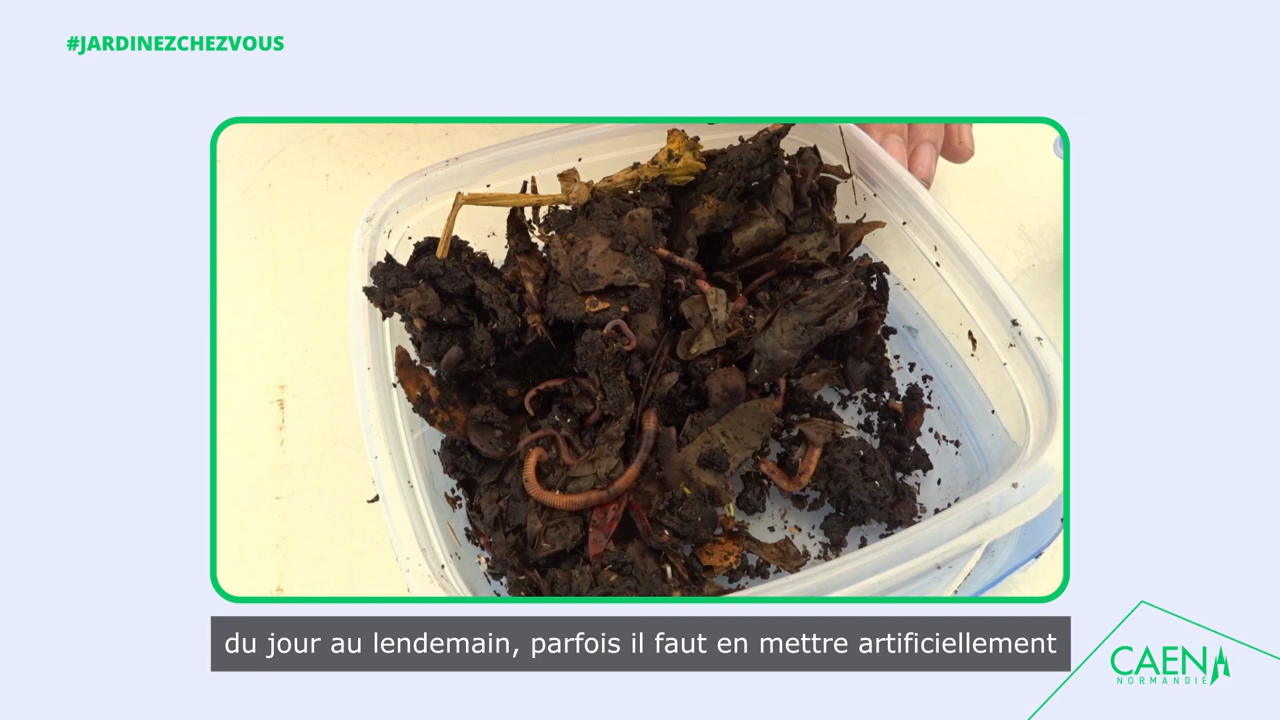 #JARDINEZCHEZVOUS
du jour au lendemain, parfois il faut en mettre artificiellement
CAEN
NORMANDIE